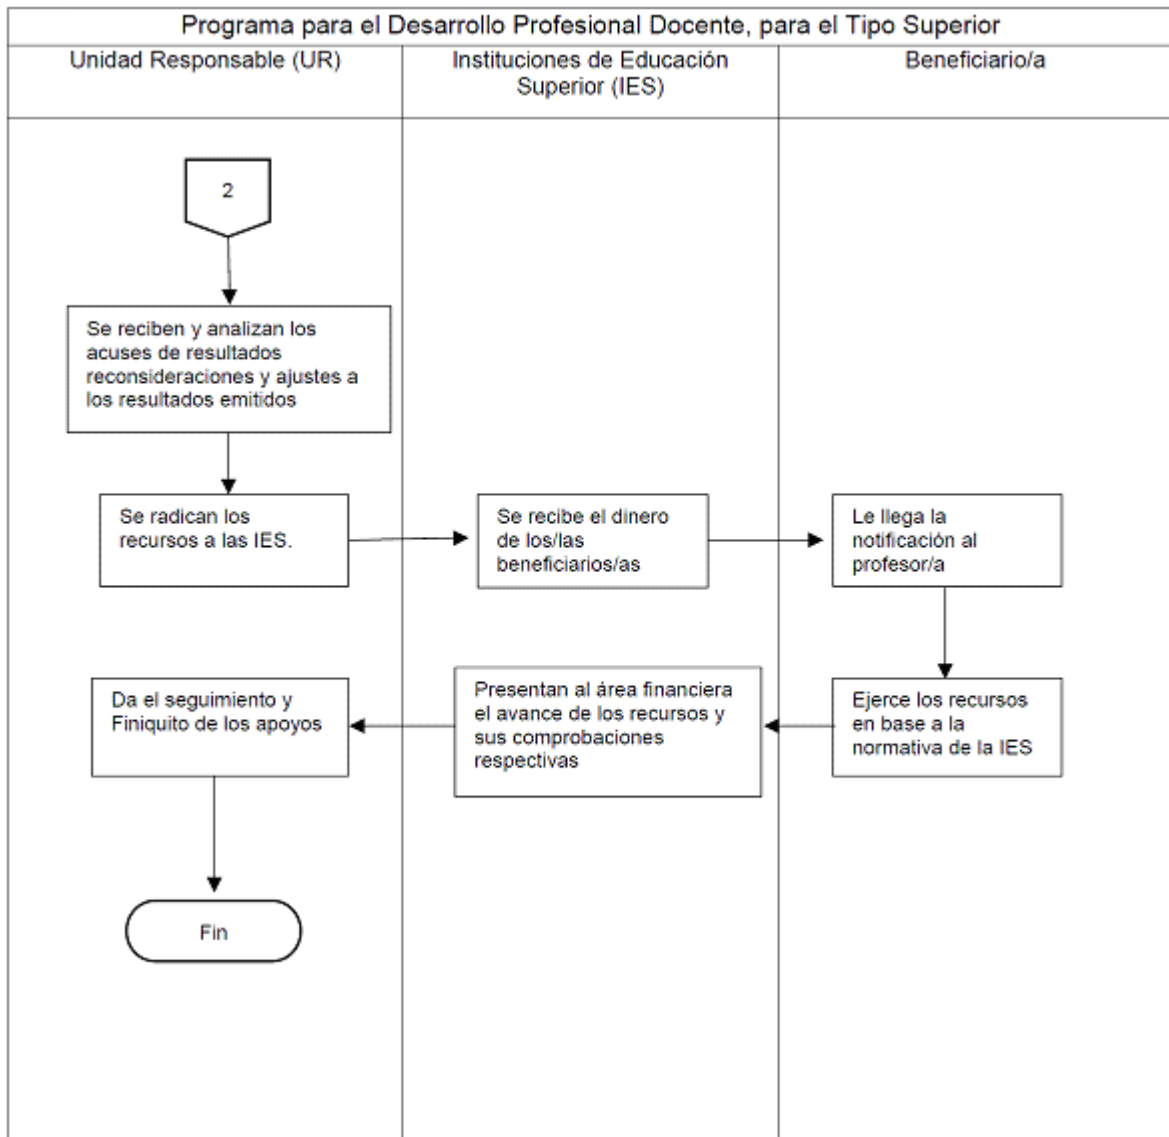 Programa para el Desarrollo Profesional Docente, para el Tipo Superior
Unidad Responsable (UR)
Instituciones de Educación
Superior (IES)
Beneficiario/a
2
Se reciben y analizan los
acuses de resultados
reconsideraciones y ajustes a
los resultados emitidos
Se radican los
recursos a las IES.
Se recibe el dinero
de los/las
beneficiarios/as
Le llega la
notificación al
profesor/a
Ejerce los recursos
en base a la
normativa de la IES
Presentan al área financiera
el avance de los recursos y
sus comprobaciones
respectivas
Da el seguimiento y
Finiquito de los apoyos
Fin